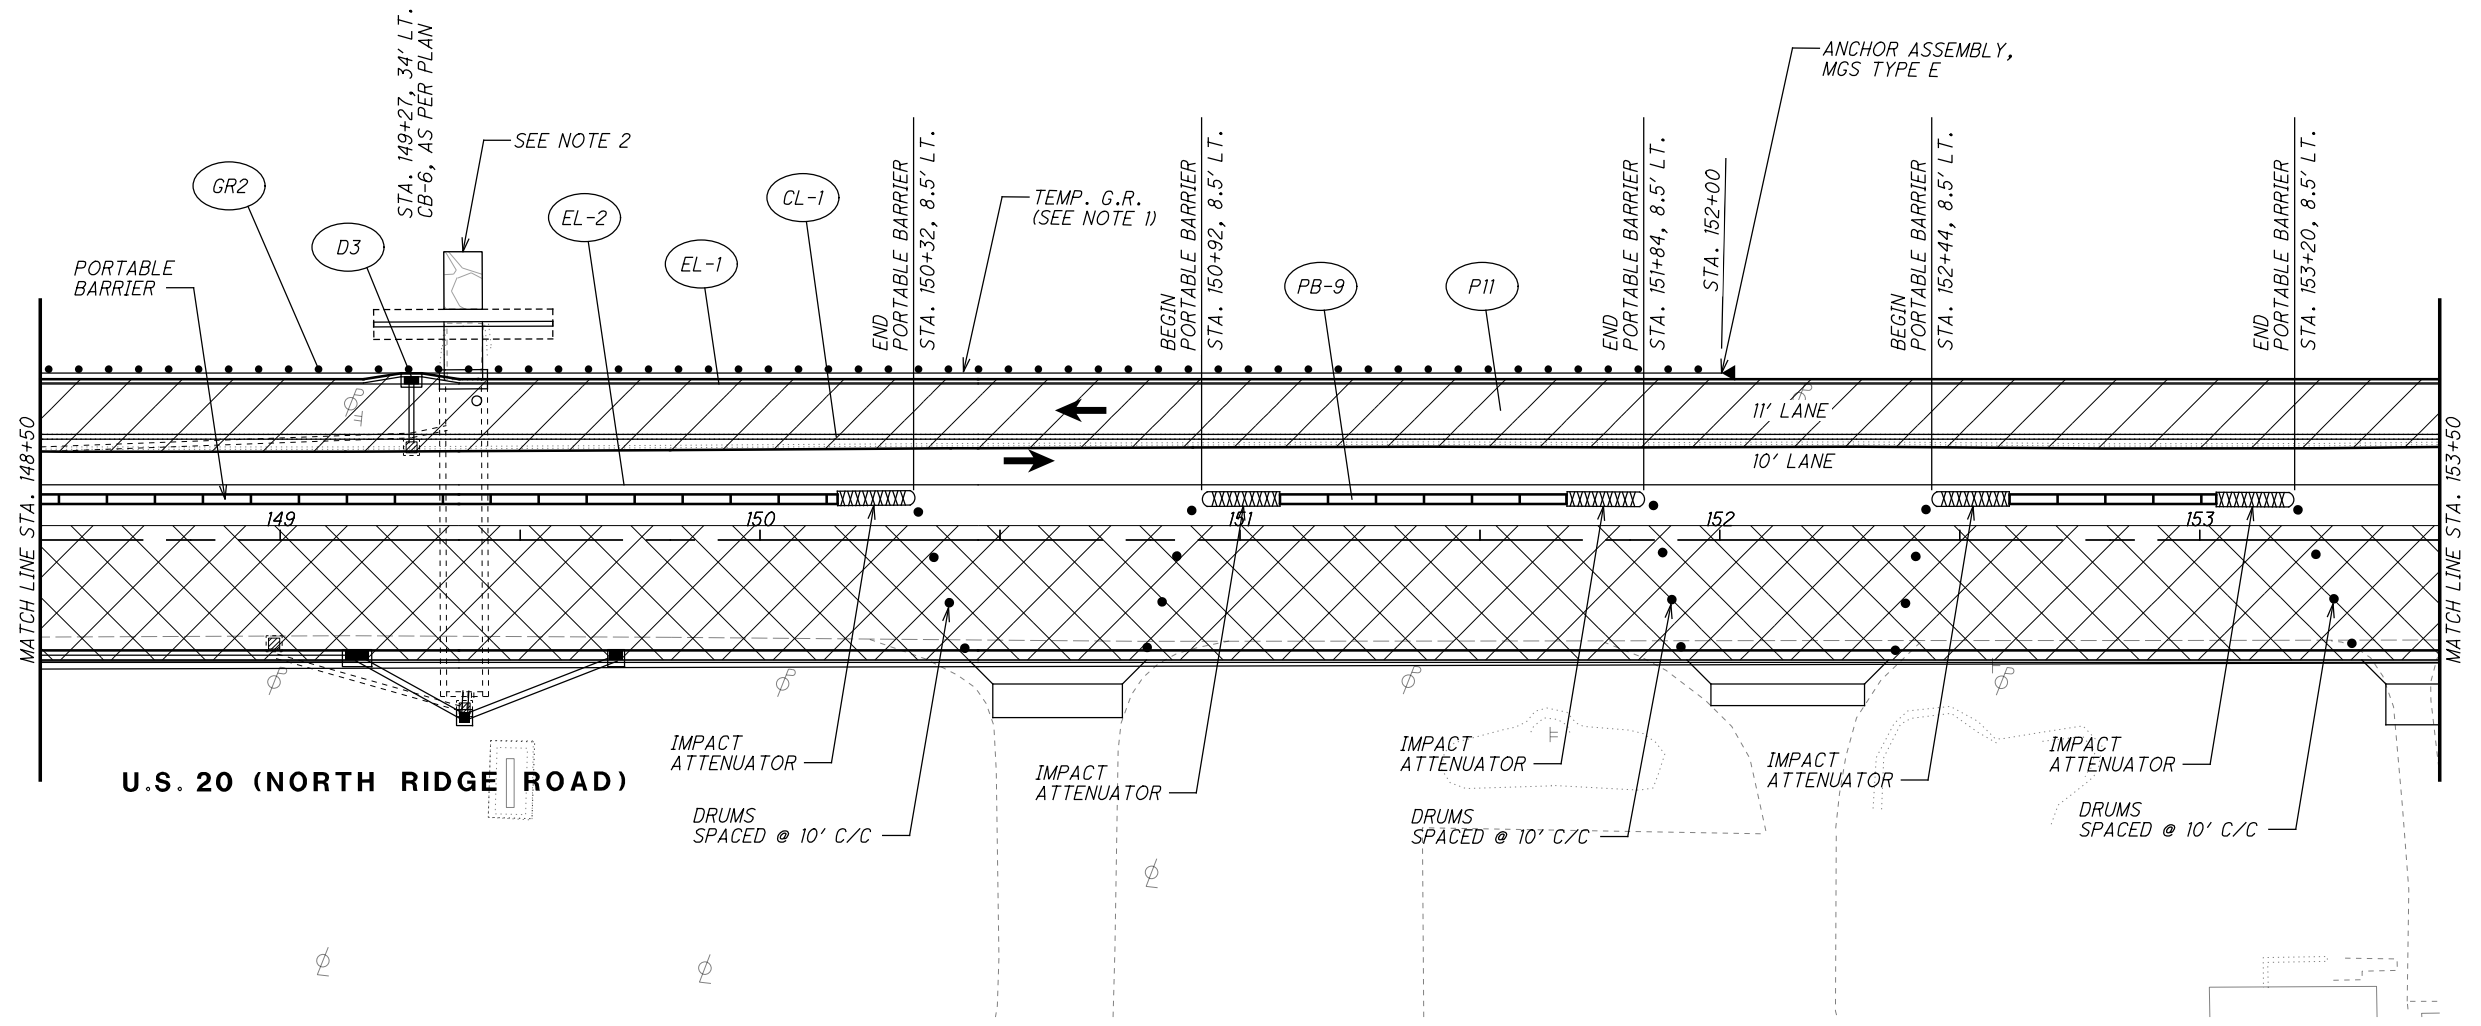 STA. 149+27, 34' LT.
CB-6, AS PER PLAN
SEE NOTE 2
ANCHOR ASSEMBLY,
MGS TYPE E
GR2
D3
EL-2
EL-1
CL-1
TEMP. G.R.
(SEE NOTE 1)
PB-9
P11
PORTABLE
BARRIER
END
PORTABLE BARRIER
STA. 150+32, 8.5' LT.
BEGIN
PORTABLE BARRIER
STA. 150+92, 8.5' LT.
END
PORTABLE BARRIER
STA. 151+84, 8.5' LT.
STA. 152+00
BEGIN
PORTABLE BARRIER
STA. 152+44, 8.5' LT.
END
PORTABLE BARRIER
STA. 153+20, 8.5' LT.
11' LANE
10' LANE
MATCH LINE STA. 148+50
MATCH LINE STA. 153+50
149
150
151
152
153
IMPACT
ATTENUATOR
IMPACT
ATTENUATOR
IMPACT
ATTENUATOR
IMPACT
ATTENUATOR
IMPACT
ATTENUATOR
U.S. 20 (NORTH RIDGE ROAD)
DRUMS
SPACED @ 10' C/C
DRUMS
SPACED @ 10' C/C
DRUMS
SPACED @ 10' C/C